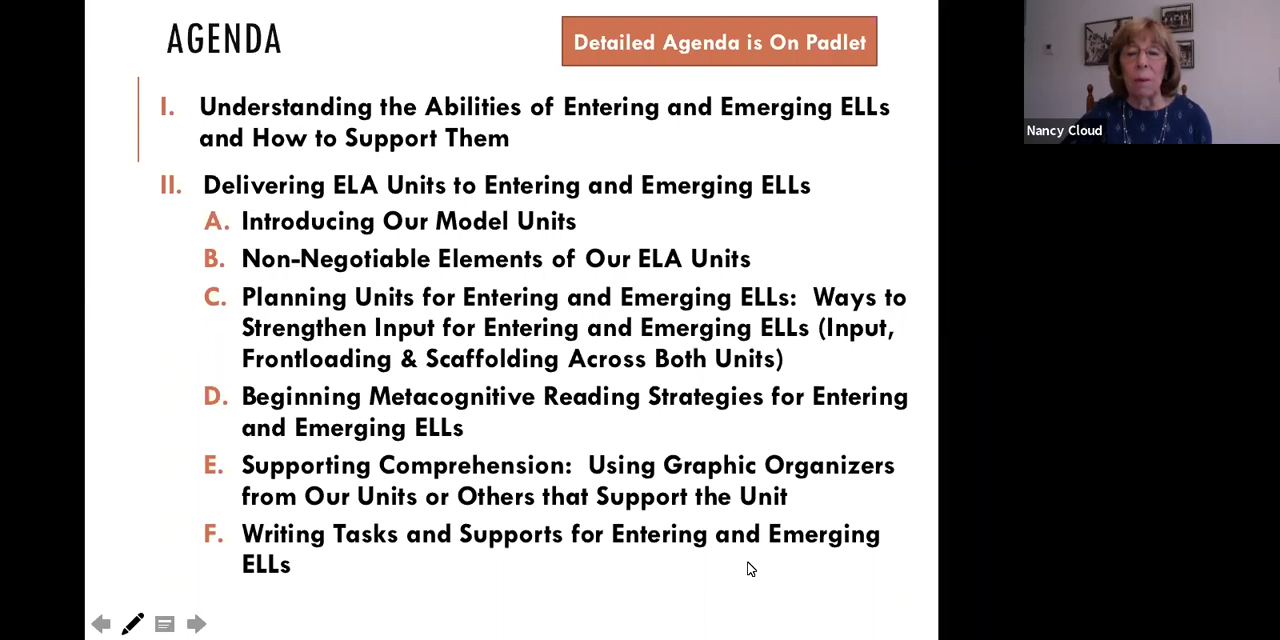 AGENDA
Detailed Agenda is On Padlet
I. Understanding the Abilities of Entering and Emerging ELLs
and How to Support Them
II. Delivering ELA Units to Entering and Emerging ELLs
A. Introducing Our Model Units
B. Non-Negotiable Elements of Our ELA Units
C. Planning Units for Entering and Emerging ELLs: Ways to
Strengthen Input for Entering and Emerging ELLs (Input,
Frontloading & Scaffolding Across Both Units)
D. Beginning Metacognitive Reading Strategies for Entering
and Emerging ELLs
E. Supporting Comprehension: Using Graphic Organizers
from Our Units or Others that Support the Unit
F. Writing Tasks and Supports for Entering and Emerging
ELLs
Nancy Cloud